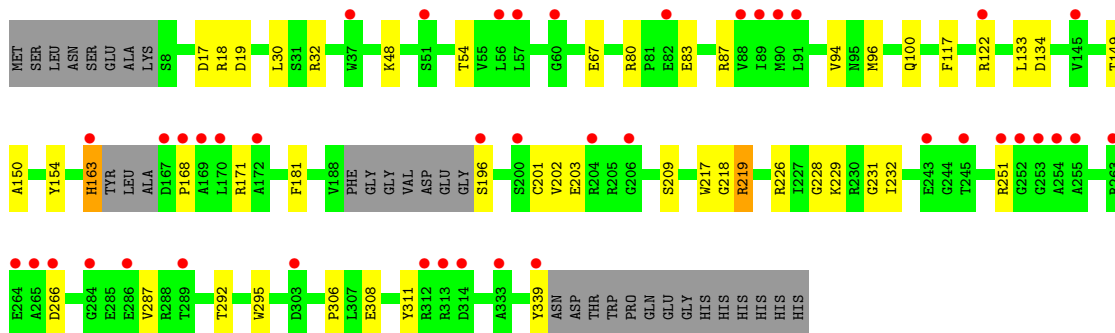 MET SER LEU ASN SER GLU ALA LYS S8 D17 R18 D19 L30 S31 R32 W37 K48 S51 T54 V55 L56 L57 G60 E67 R80 P81 E82 E83 R87 V88 I89 M90 L91 V94 N95 M96 Q100 F117 R122 L133 D134 V145 T149
A150 Y154 H163 TYR LEU ALA D167 P168 A169 L170 R171 A172 F181 V188 PHE GLY GLY VAL ASP GLU GLY S196 S200 C201 V202 E203 R204 R205 G206 S209 W217 G218 R219 R226 I227 G228 K229 R230 G231 I232 E243 G244 T245 R251 G252 G253 A254 A255 R263
E264 A265 D266 G284 E285 E286 V287 R288 T289 T292 W295 D303 P306 L307 E308 Y311 R312 R313 D314 A333 Y339 ASN ASP THR TRP PRO GLN GLU GLY HIS HIS HIS HIS HIS HIS